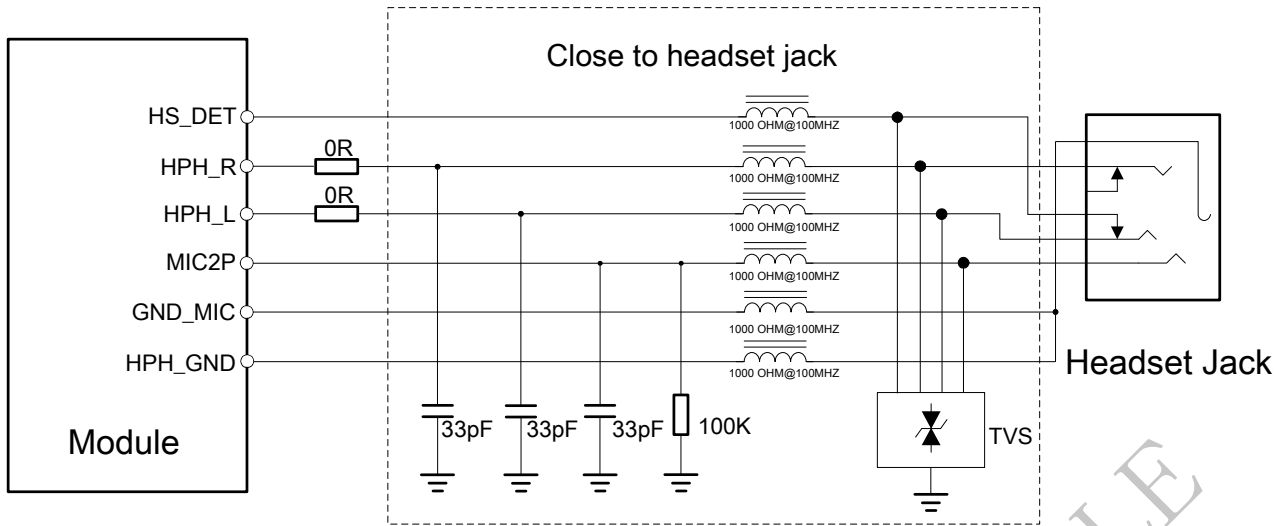 Close to headset jack
HS_DET
1000 OHM@100MHZ
0R
HPH_R
1000 OHM@100MHZ
0R
HPH_L
1000 OHM@100MHZ
MIC2P
1000 OHM@100MHZ
GND_MIC
1000 OHM@100MHZ
HPH_GND
1000 OHM@100MHZ
Headset Jack
Module
33pF
33pF
33pF
100K
TVS